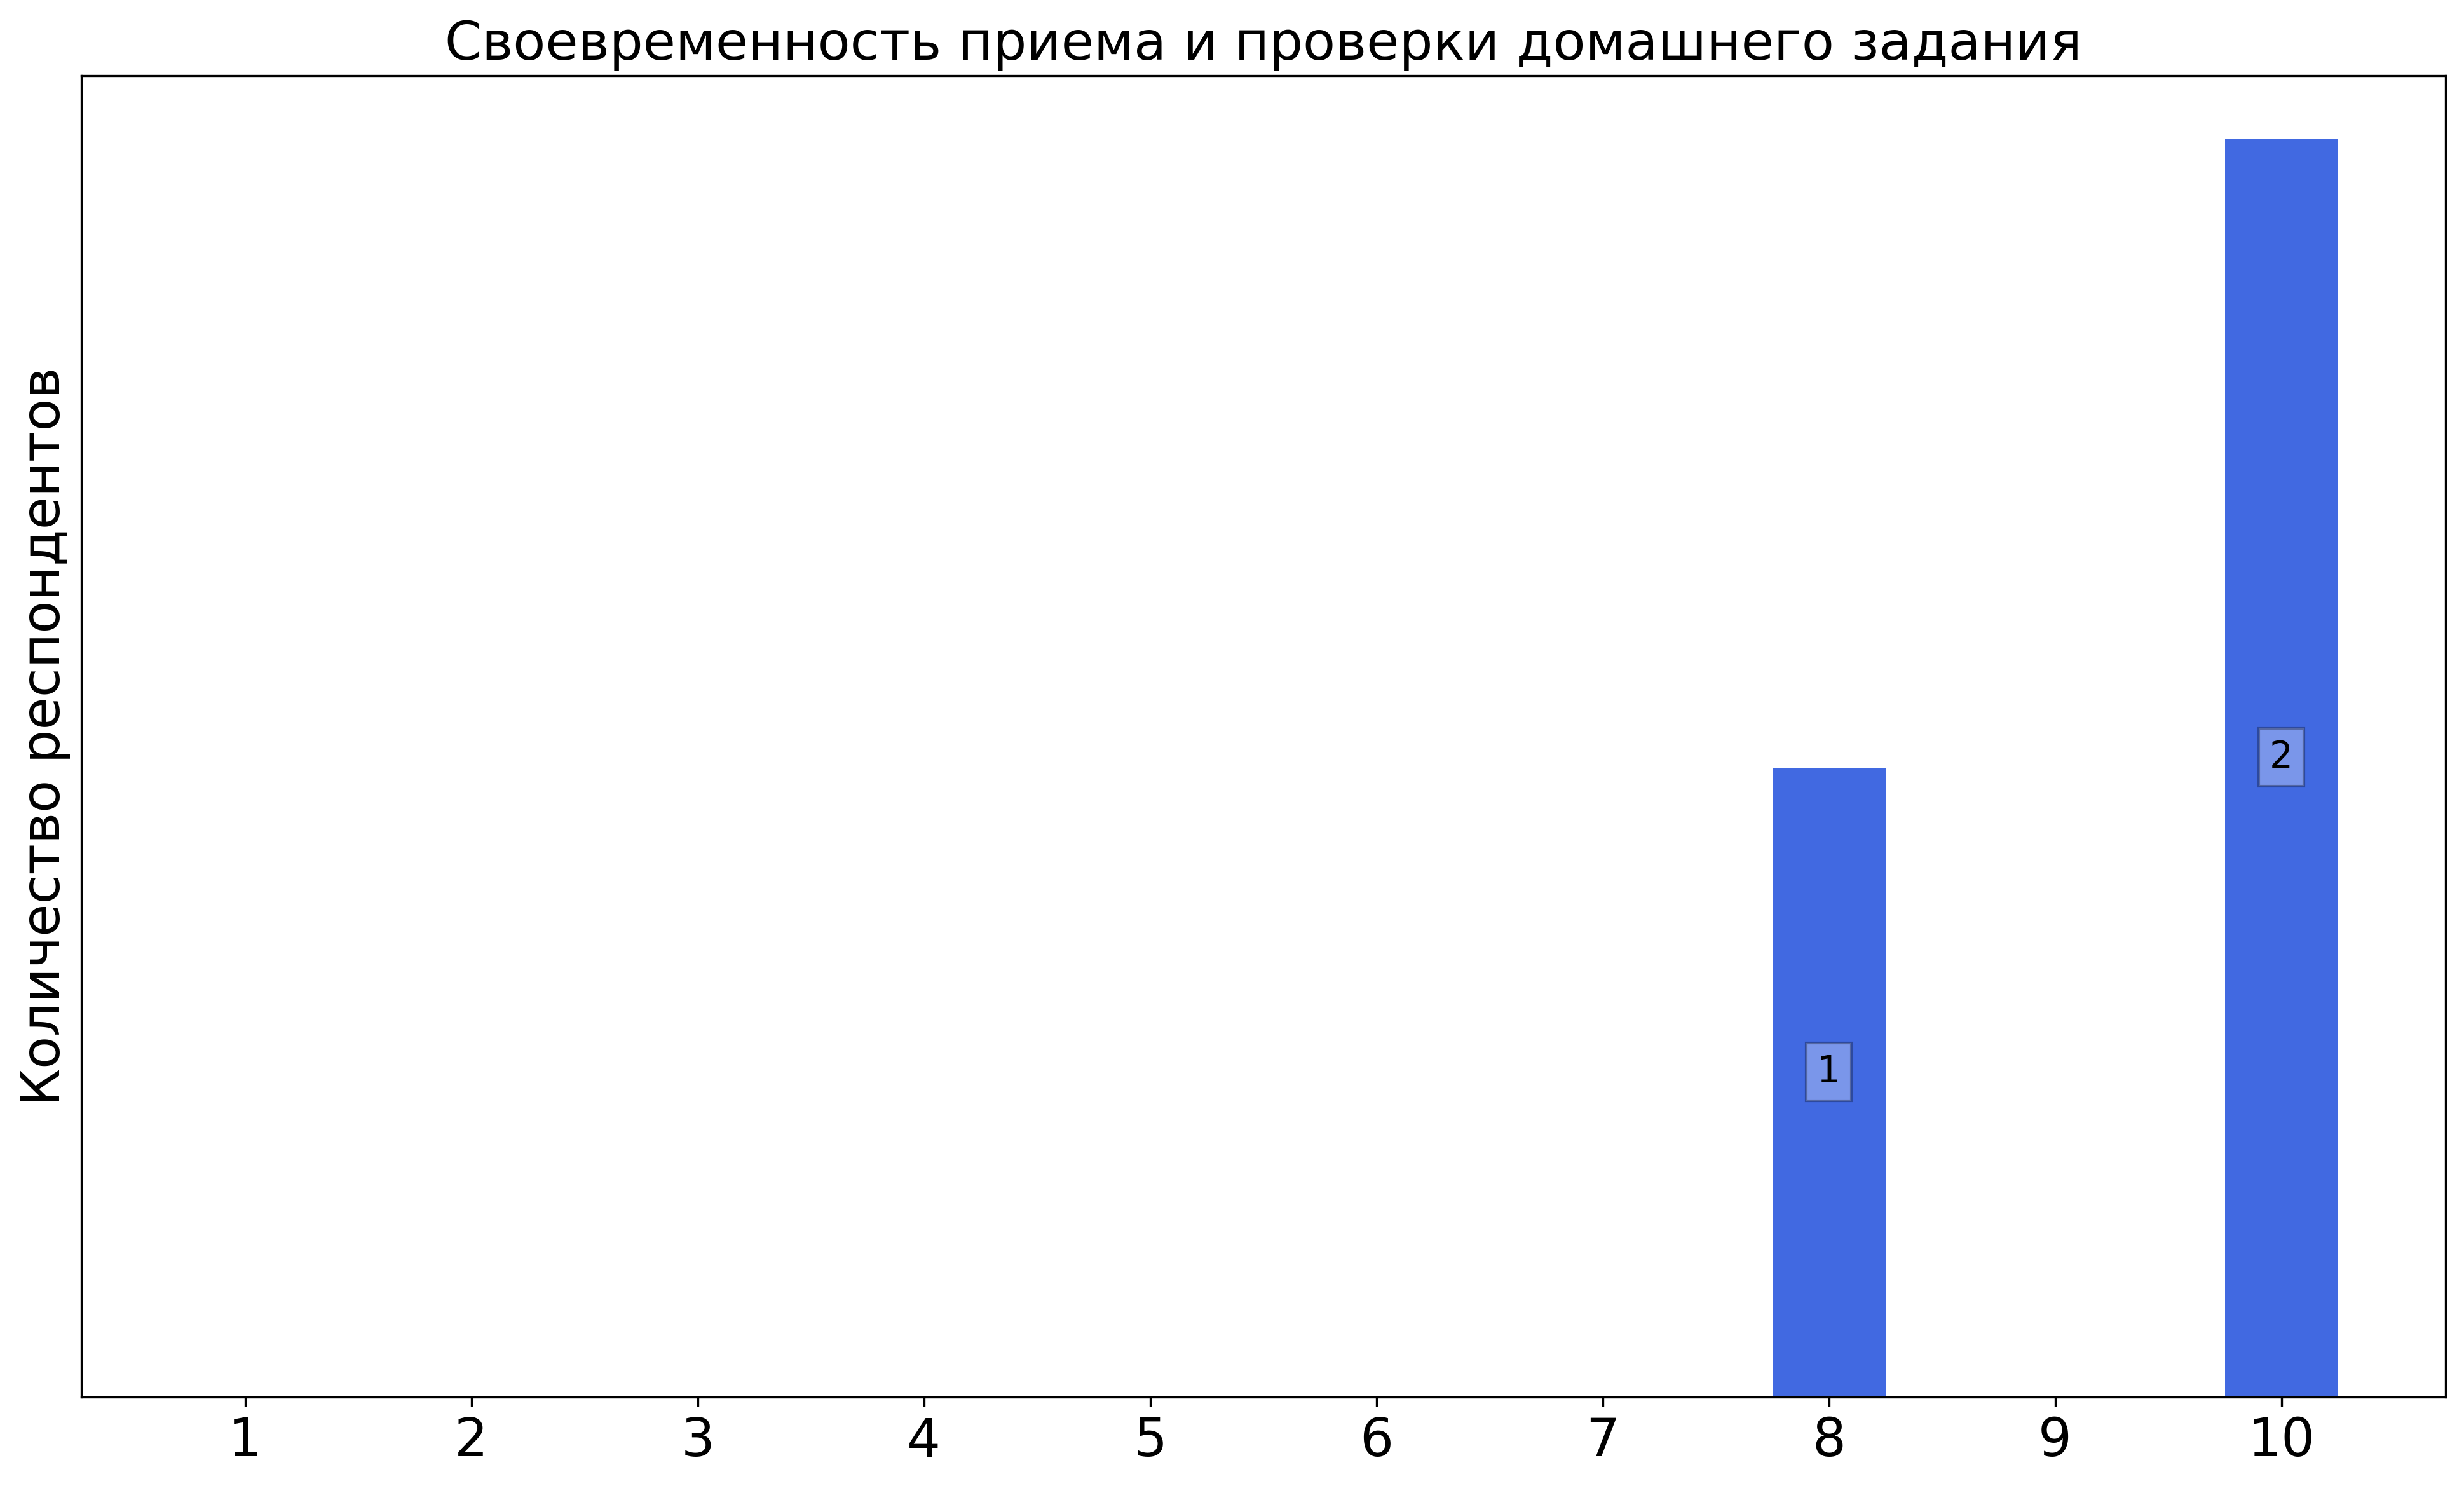 Своевременность приема и проверки домашнего задания
Количество респондентов
2
1
1 2 3 4 5 6 7 8 9 10